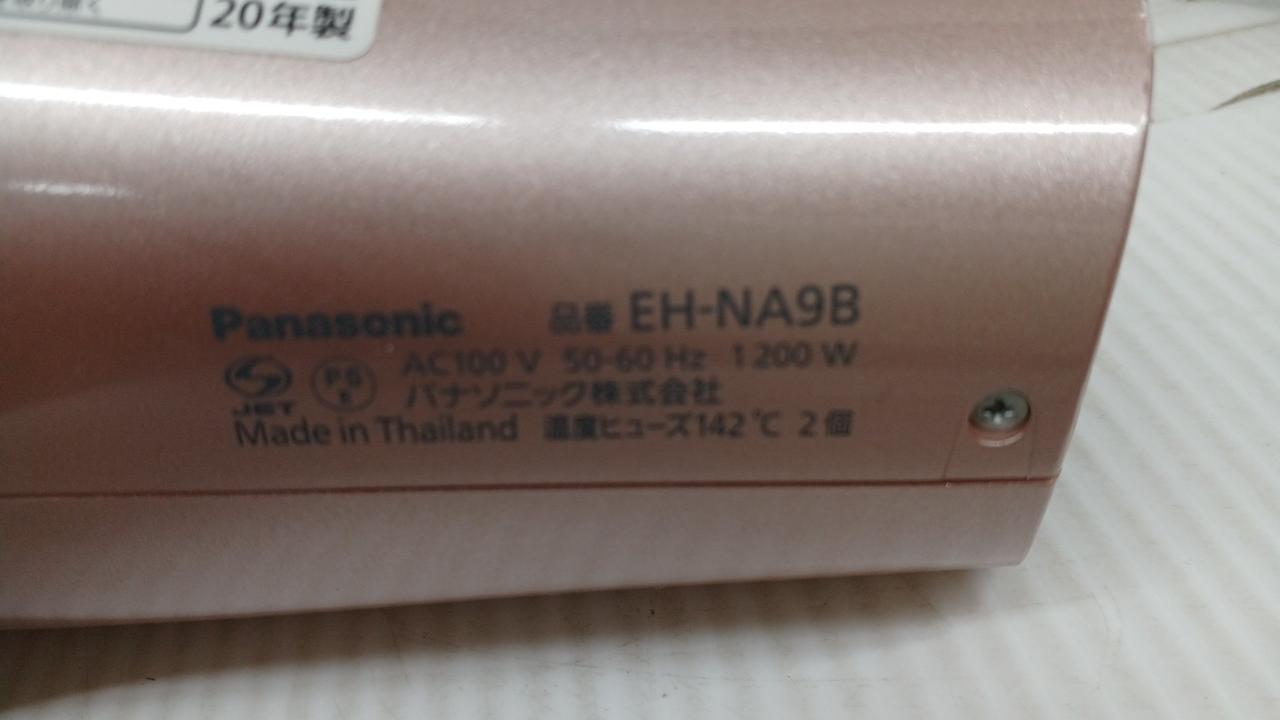 20年製
Panasonic 品番 EH-NA9B
AC100 V 50-60 Hz 1200 W
JET PS E パナソニック株式会社
Made in Thailand 温度ヒューズ142℃ 2個